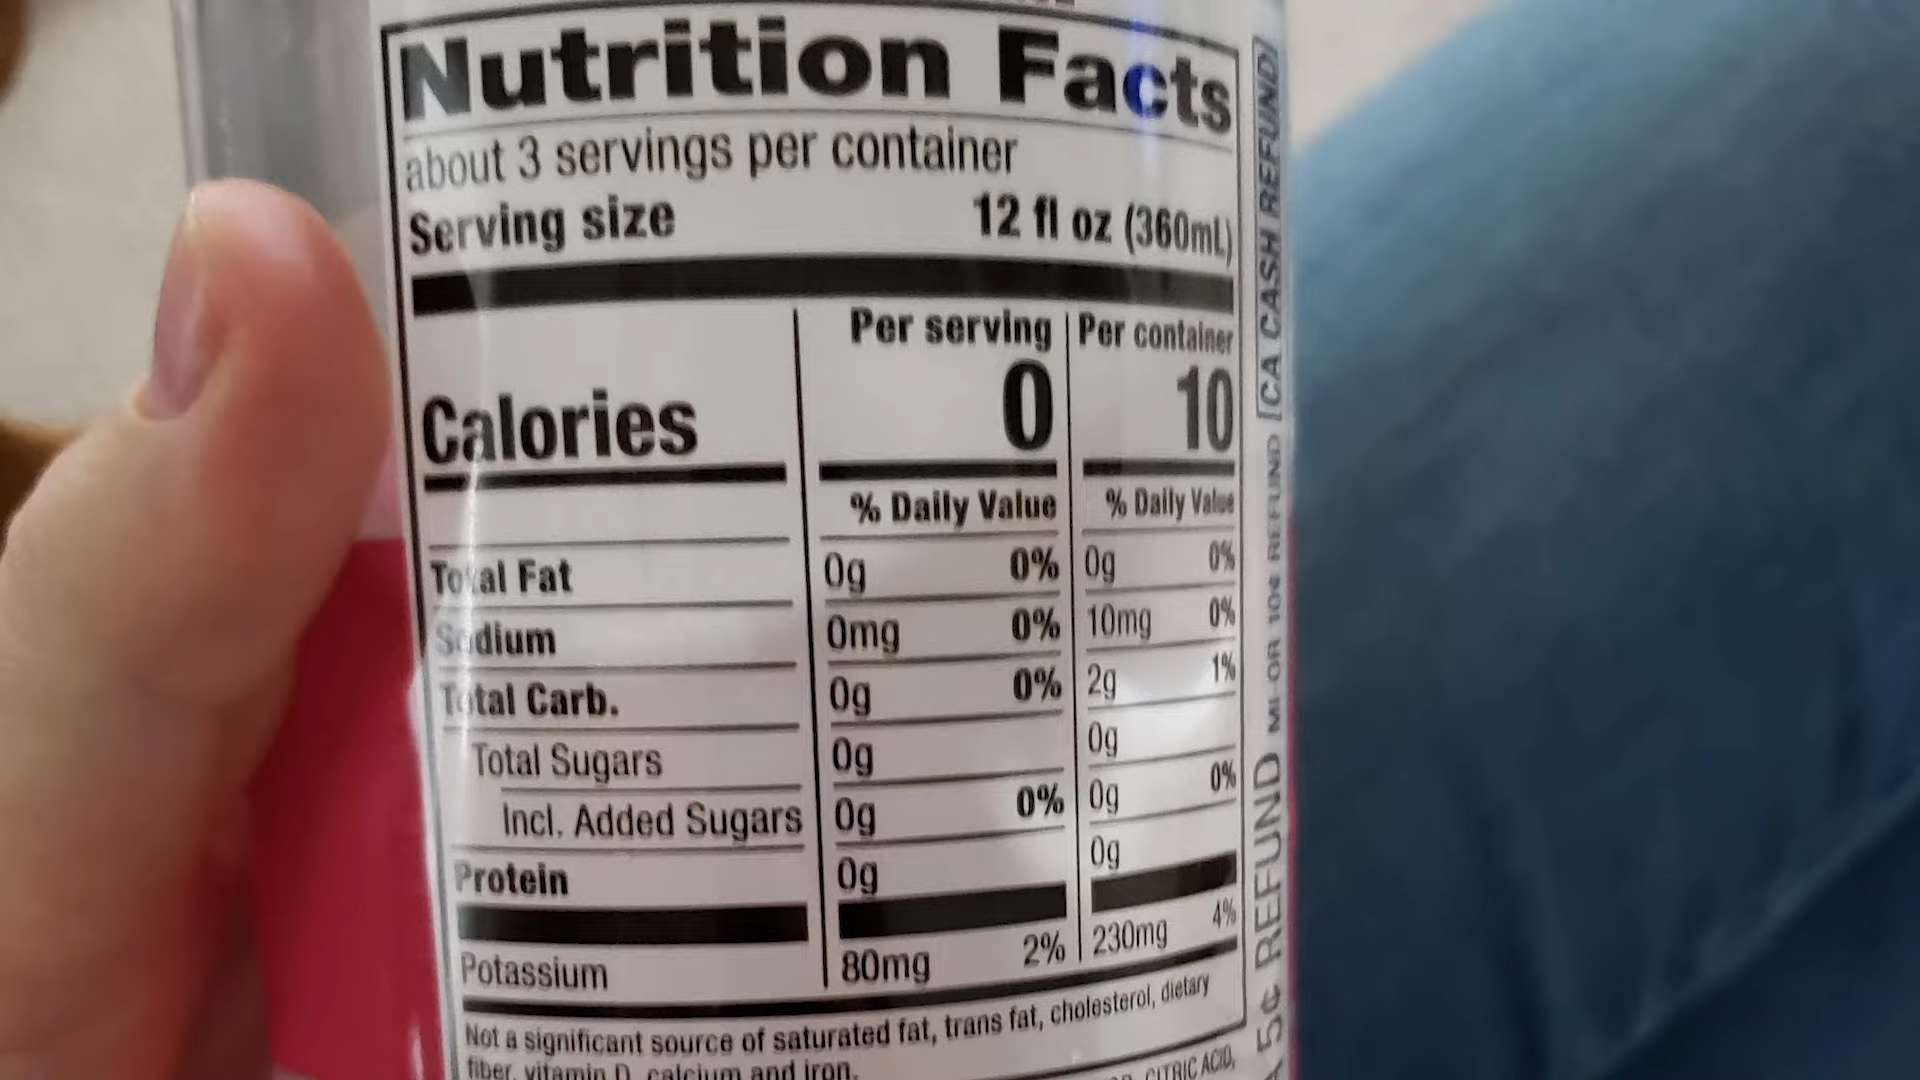 Nutrition Facts
about 3 servings per container
Serving size 12 fl oz (360mL)
Per serving Per container
Calories 0 10
% Daily Value % Daily Value
Total Fat 0g 0% 0g 0%
Sodium 0mg 0% 10mg 0%
Total Carb. 0g 0% 2g 1%
Total Sugars 0g 0g
Incl. Added Sugars 0g 0% 0g 0%
Protein 0g 0g
Potassium 80mg 2% 230mg 4%
Not a significant source of saturated fat, trans fat, cholesterol, dietary
fiber, vitamin D, calcium and iron.
CITRIC ACID,
5¢ REFUND MI-OR 10¢ REFUND CA CASH REFUND